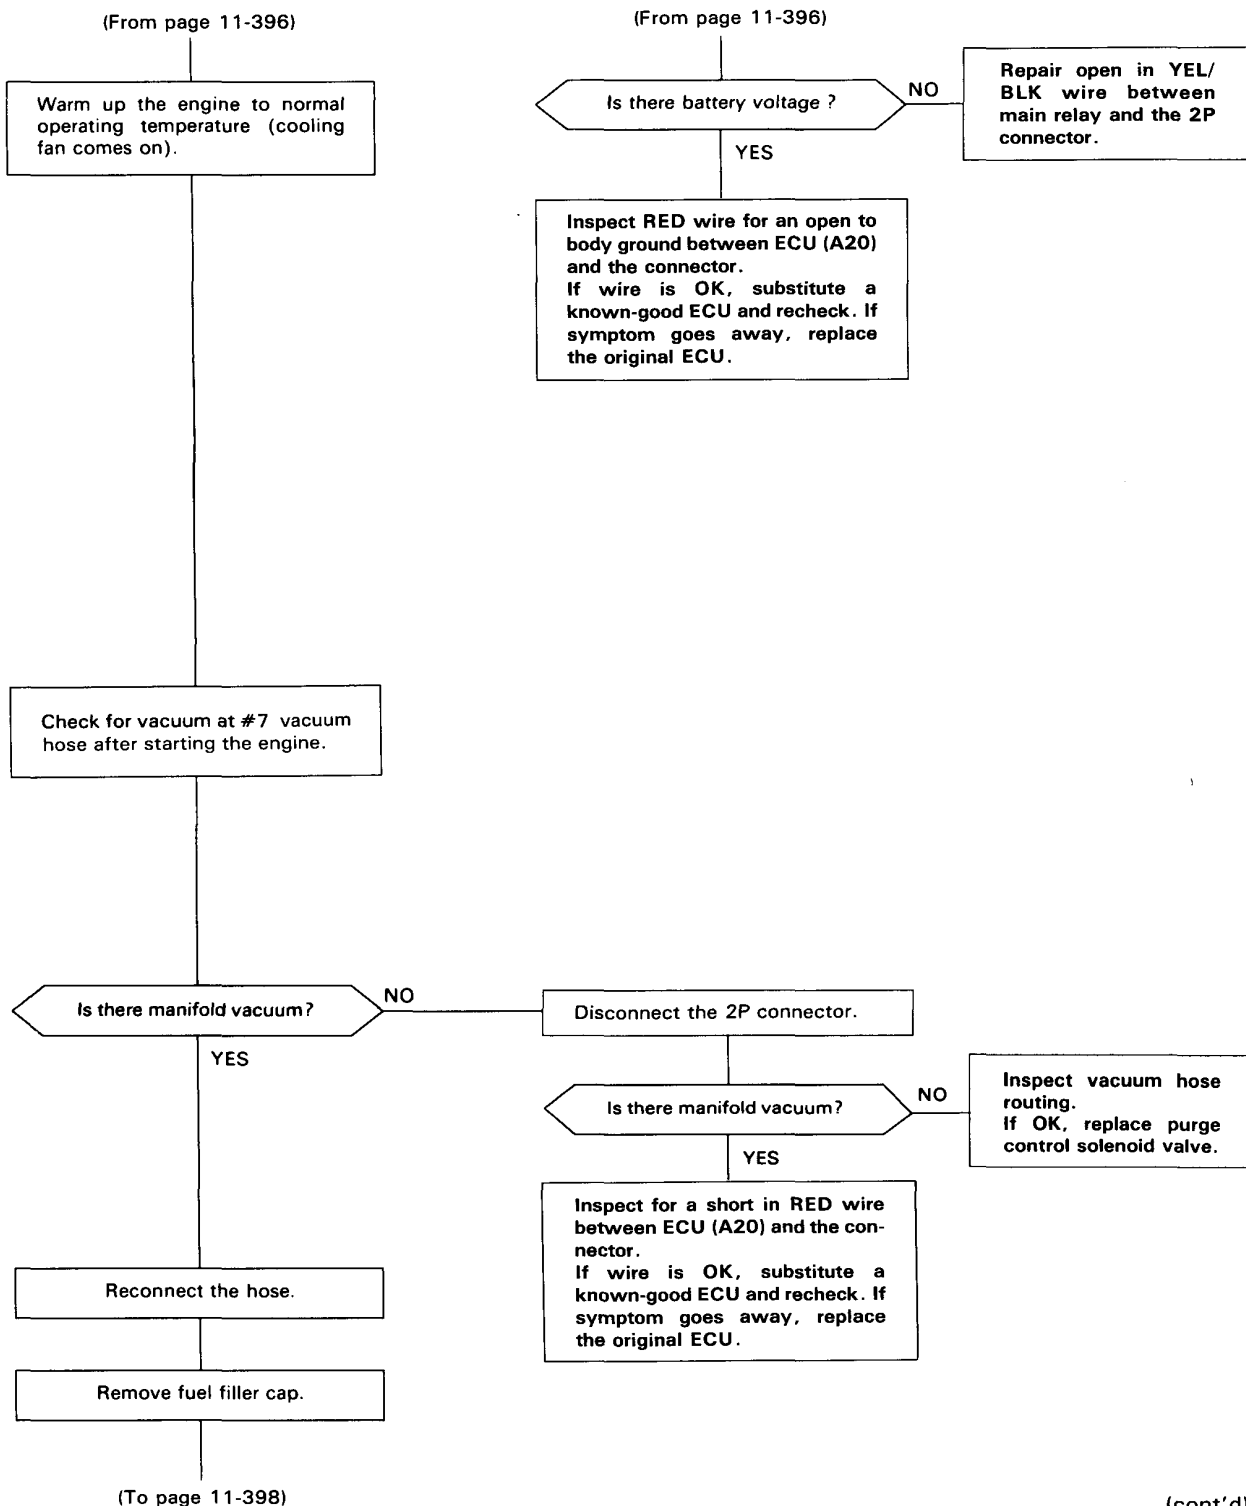 (From page 11-396)
Warm up the engine to normal
operating temperature (cooling
fan comes on).
Check for vacuum at #7 vacuum
hose after starting the engine.
Is there manifold vacuum?
NO
YES
Reconnect the hose.
Remove fuel filler cap.
(To page 11-398)
(From page 11-396)
Is there battery voltage ?
NO
YES
Repair open in YEL/
BLK wire between
main relay and the 2P
connector.
Inspect RED wire for an open to
body ground between ECU (A20)
and the connector.
If wire is OK, substitute a
known-good ECU and recheck. If
symptom goes away, replace
the original ECU.
Disconnect the 2P connector.
Is there manifold vacuum?
NO
YES
Inspect vacuum hose
routing.
If OK, replace purge
control solenoid valve.
Inspect for a short in RED wire
between ECU (A20) and the con-
nector.
If wire is OK, substitute a
known-good ECU and recheck. If
symptom goes away, replace
the original ECU.
(cont'd)